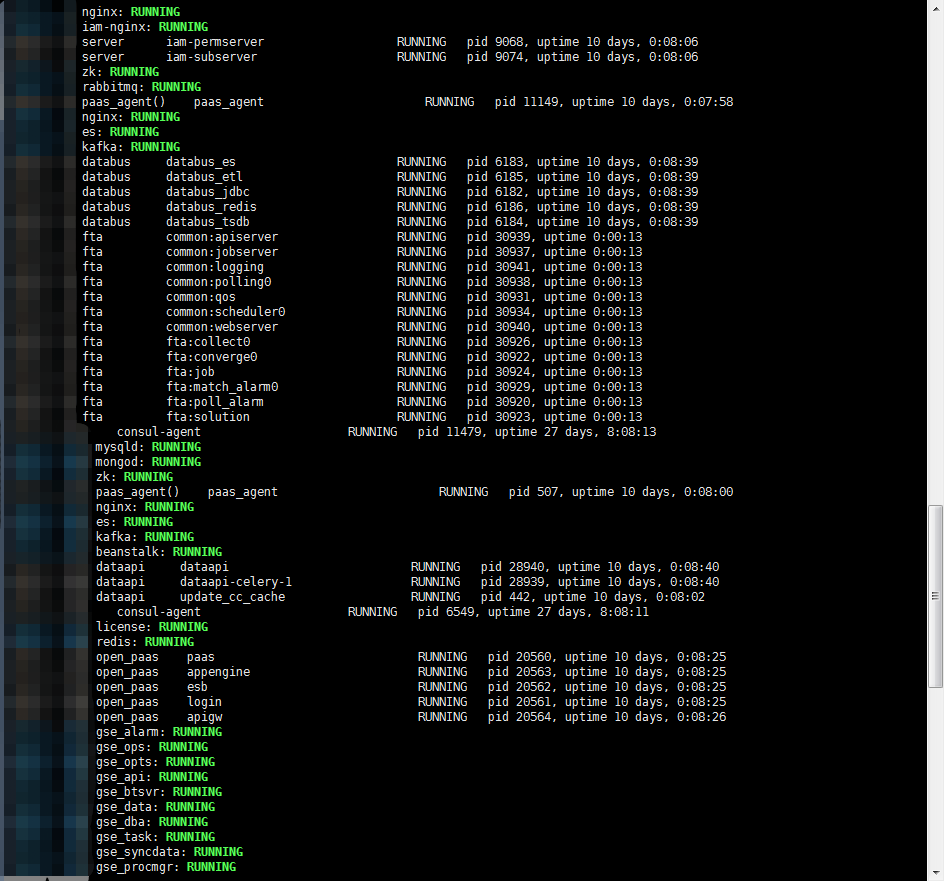 nginx: RUNNING
iam-nginx: RUNNING
server iam-permserver RUNNING pid 9068, uptime 10 days, 0:08:06
server iam-subserver RUNNING pid 9074, uptime 10 days, 0:08:06
zk: RUNNING
rabbitmq: RUNNING
paas_agent() paas_agent RUNNING pid 11149, uptime 10 days, 0:07:58
nginx: RUNNING
es: RUNNING
kafka: RUNNING
databus databus_es RUNNING pid 6183, uptime 10 days, 0:08:39
databus databus_etl RUNNING pid 6185, uptime 10 days, 0:08:39
databus databus_jdbc RUNNING pid 6182, uptime 10 days, 0:08:39
databus databus_redis RUNNING pid 6186, uptime 10 days, 0:08:39
databus databus_tsdb RUNNING pid 6184, uptime 10 days, 0:08:39
fta common:apiserver RUNNING pid 30939, uptime 0:00:13
fta common:jobserver RUNNING pid 30937, uptime 0:00:13
fta common:logging RUNNING pid 30941, uptime 0:00:13
fta common:polling0 RUNNING pid 30938, uptime 0:00:13
fta common:qos RUNNING pid 30931, uptime 0:00:13
fta common:scheduler0 RUNNING pid 30934, uptime 0:00:13
fta common:webserver RUNNING pid 30940, uptime 0:00:13
fta fta:collect0 RUNNING pid 30926, uptime 0:00:13
fta fta:converge0 RUNNING pid 30922, uptime 0:00:13
fta fta:job RUNNING pid 30924, uptime 0:00:13
fta fta:match_alarm0 RUNNING pid 30929, uptime 0:00:13
fta fta:poll_alarm RUNNING pid 30920, uptime 0:00:13
fta fta:solution RUNNING pid 30923, uptime 0:00:13
consul-agent RUNNING pid 11479, uptime 27 days, 8:08:13
mysqld: RUNNING
mongod: RUNNING
zk: RUNNING
paas_agent() paas_agent RUNNING pid 507, uptime 10 days, 0:08:00
nginx: RUNNING
es: RUNNING
kafka: RUNNING
beanstalk: RUNNING
dataapi dataapi RUNNING pid 28940, uptime 10 days, 0:08:40
dataapi dataapi-celery-1 RUNNING pid 28939, uptime 10 days, 0:08:40
dataapi update_cc_cache RUNNING pid 442, uptime 10 days, 0:08:02
consul-agent RUNNING pid 6549, uptime 27 days, 8:08:11
license: RUNNING
redis: RUNNING
open_paas paas RUNNING pid 20560, uptime 10 days, 0:08:25
open_paas appengine RUNNING pid 20563, uptime 10 days, 0:08:25
open_paas esb RUNNING pid 20562, uptime 10 days, 0:08:25
open_paas login RUNNING pid 20561, uptime 10 days, 0:08:25
open_paas apigw RUNNING pid 20564, uptime 10 days, 0:08:26
gse_alarm: RUNNING
gse_ops: RUNNING
gse_opts: RUNNING
gse_api: RUNNING
gse_btsvr: RUNNING
gse_data: RUNNING
gse_dba: RUNNING
gse_task: RUNNING
gse_syncdata: RUNNING
gse_procmgr: RUNNING